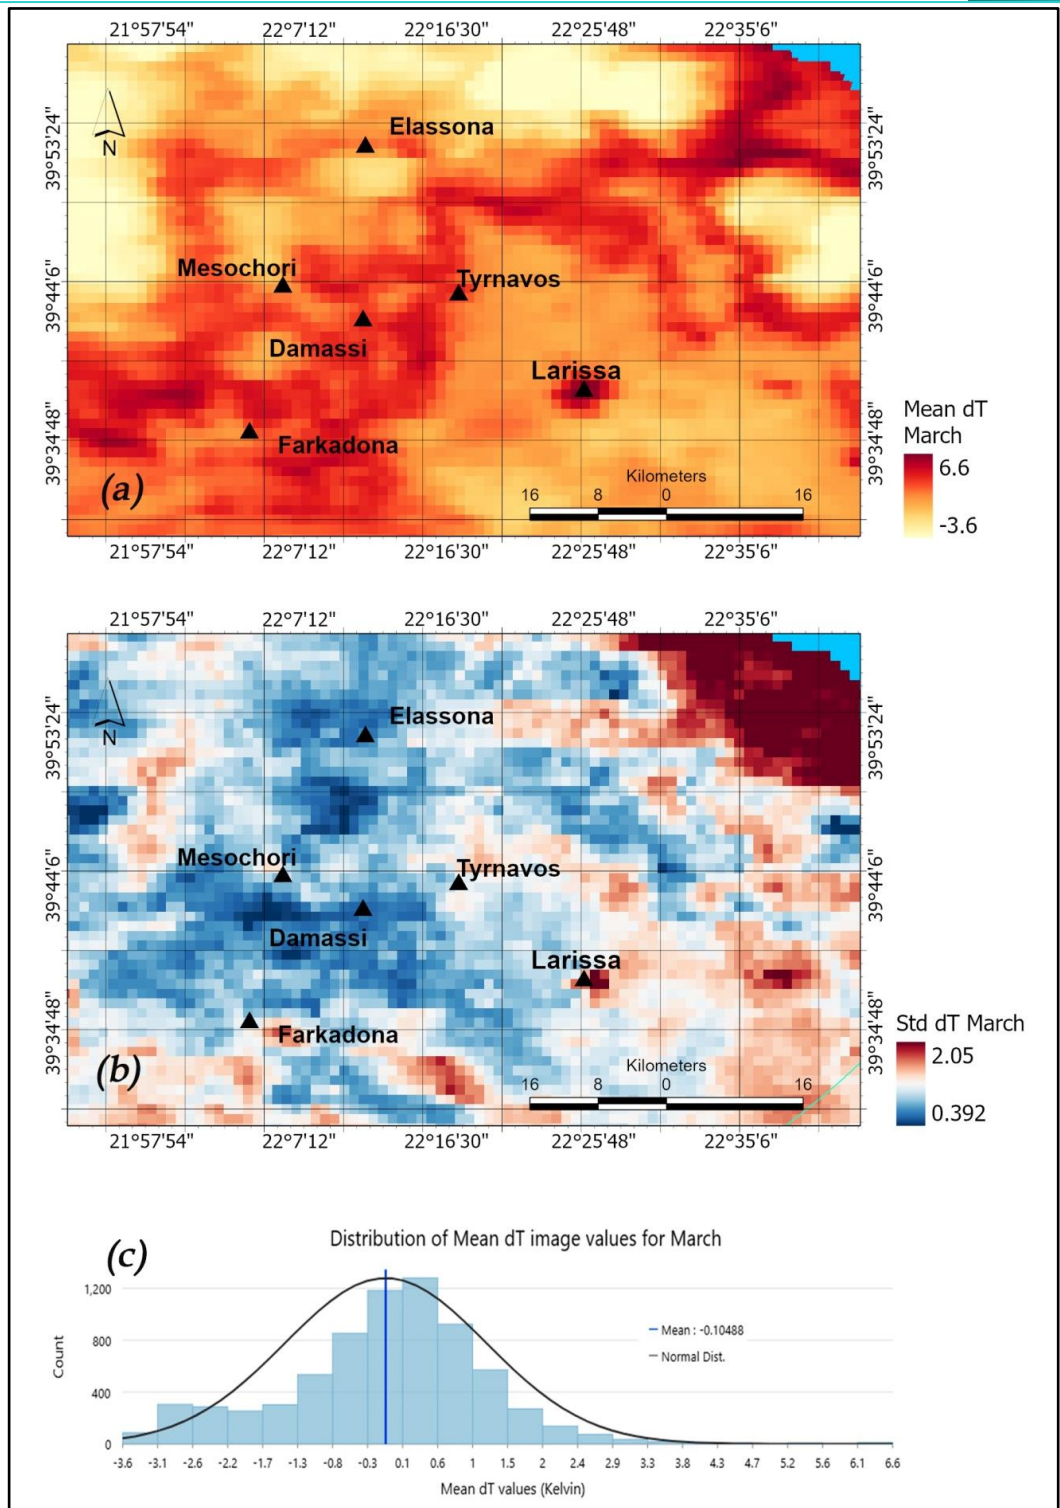 21°57'54" 22°7'12" 22°16'30" 22°25'48" 22°35'6"
39°53'24" 39°53'24"
N
Elassona
Mesochori
Tyrnavos
39°44'6" 39°44'6"
Damassi
Larissa
Farkadona
39°34'48" 39°34'48"
(a)
Kilometers
16 8 0 16
21°57'54" 22°7'12" 22°16'30" 22°25'48" 22°35'6"
Mean dT
March
6.6
-3.6
21°57'54" 22°7'12" 22°16'30" 22°25'48" 22°35'6"
39°53'24" 39°53'24"
N
Elassona
Mesochori
Tyrnavos
39°44'6" 39°44'6"
Damassi
Larissa
Farkadona
39°34'48" 39°34'48"
(b)
Kilometers
16 8 0 16
21°57'54" 22°7'12" 22°16'30" 22°25'48" 22°35'6"
Std dT March
2.05
0.392
(c)
Distribution of Mean dT image values for March
Count
1,200
800
400
0
Mean : -0.10488
Normal Dist.
-3.6 -3.1 -2.6 -2.2 -1.7 -1.3 -0.8 -0.3 0.1 0.6 1 1.5 2 2.4 2.9 3.3 3.8 4.3 4.7 5.2 5.6 6.1 6.6
Mean dT values (Kelvin)